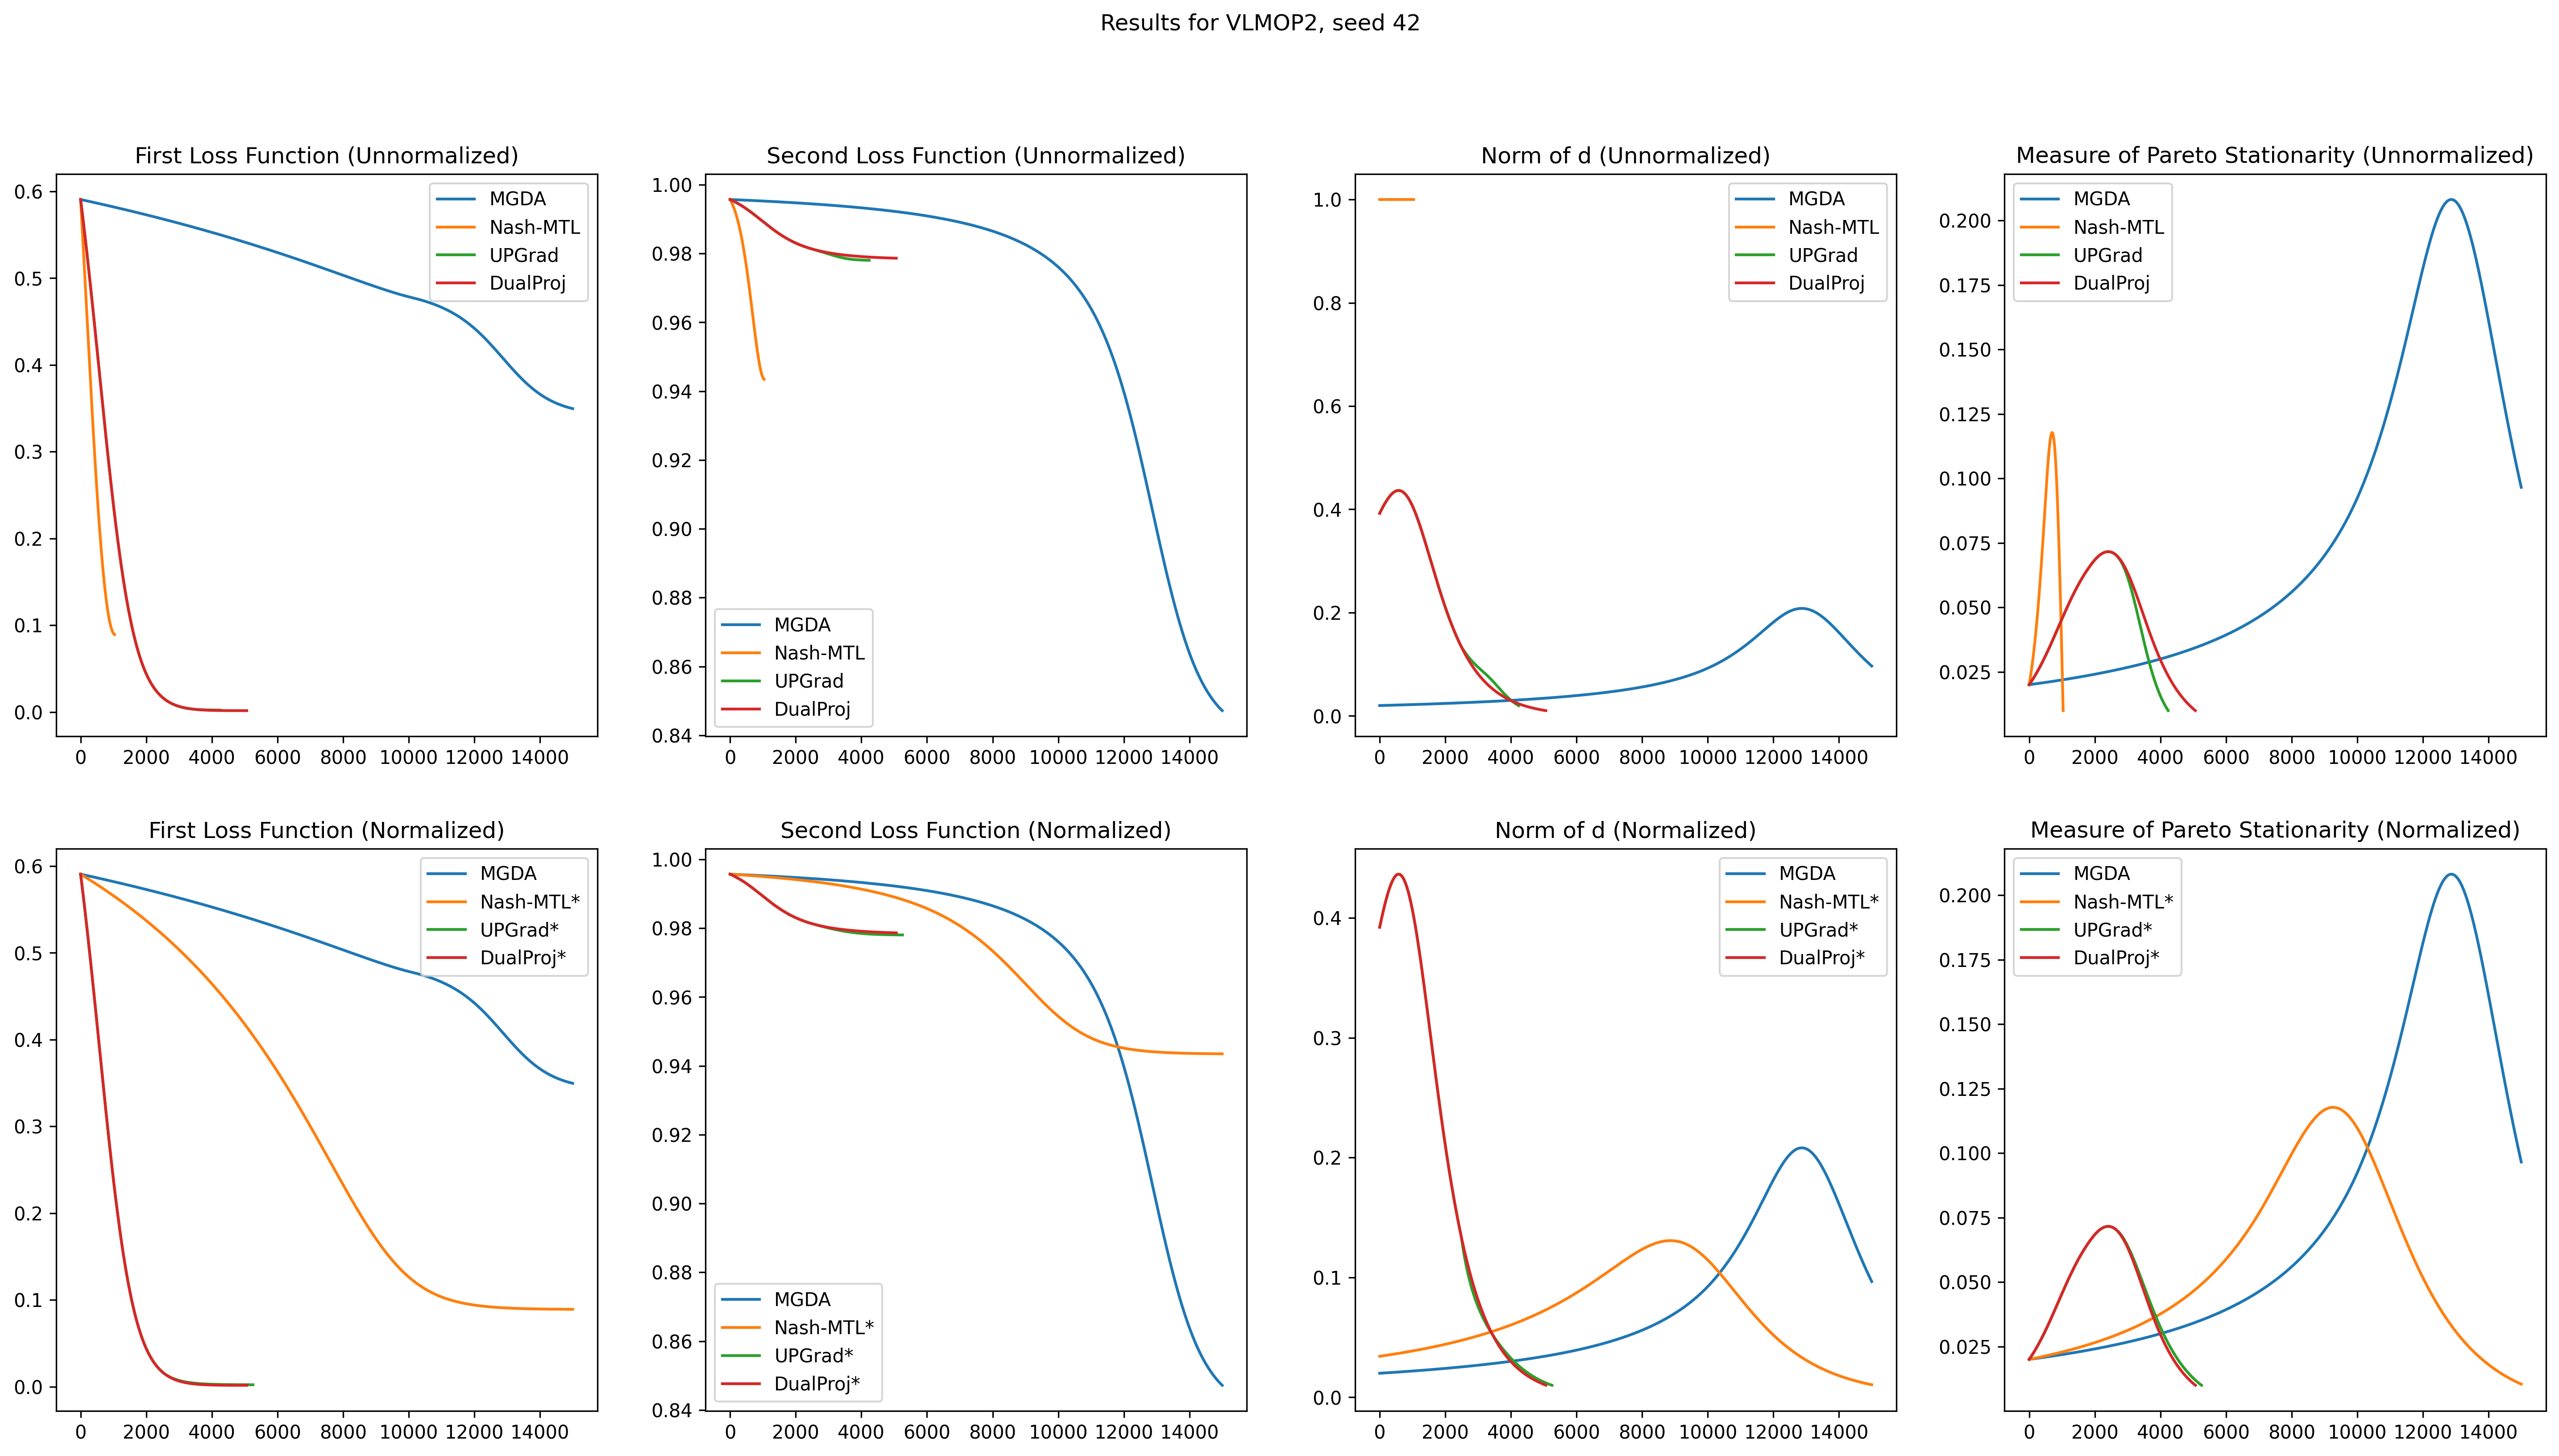 Results for VLMOP2, seed 42
First Loss Function (Unnormalized)
0.6
0.5
0.4
0.3
0.2
0.1
0.0
0 2000 4000 6000 8000 10000 12000 14000
MGDA
Nash-MTL
UPGrad
DualProj
Second Loss Function (Unnormalized)
1.00
0.98
0.96
0.94
0.92
0.90
0.88
0.86
0.84
0 2000 4000 6000 8000 10000 12000 14000
MGDA
Nash-MTL
UPGrad
DualProj
Norm of d (Unnormalized)
1.0
0.8
0.6
0.4
0.2
0.0
0 2000 4000 6000 8000 10000 12000 14000
MGDA
Nash-MTL
UPGrad
DualProj
Measure of Pareto Stationarity (Unnormalized)
0.200
0.175
0.150
0.125
0.100
0.075
0.050
0.025
0 2000 4000 6000 8000 10000 12000 14000
MGDA
Nash-MTL
UPGrad
DualProj
First Loss Function (Normalized)
0.6
0.5
0.4
0.3
0.2
0.1
0.0
0 2000 4000 6000 8000 10000 12000 14000
MGDA
Nash-MTL*
UPGrad*
DualProj*
Second Loss Function (Normalized)
1.00
0.98
0.96
0.94
0.92
0.90
0.88
0.86
0.84
0 2000 4000 6000 8000 10000 12000 14000
MGDA
Nash-MTL*
UPGrad*
DualProj*
Norm of d (Normalized)
0.4
0.3
0.2
0.1
0.0
0 2000 4000 6000 8000 10000 12000 14000
MGDA
Nash-MTL*
UPGrad*
DualProj*
Measure of Pareto Stationarity (Normalized)
0.200
0.175
0.150
0.125
0.100
0.075
0.050
0.025
0 2000 4000 6000 8000 10000 12000 14000
MGDA
Nash-MTL*
UPGrad*
DualProj*